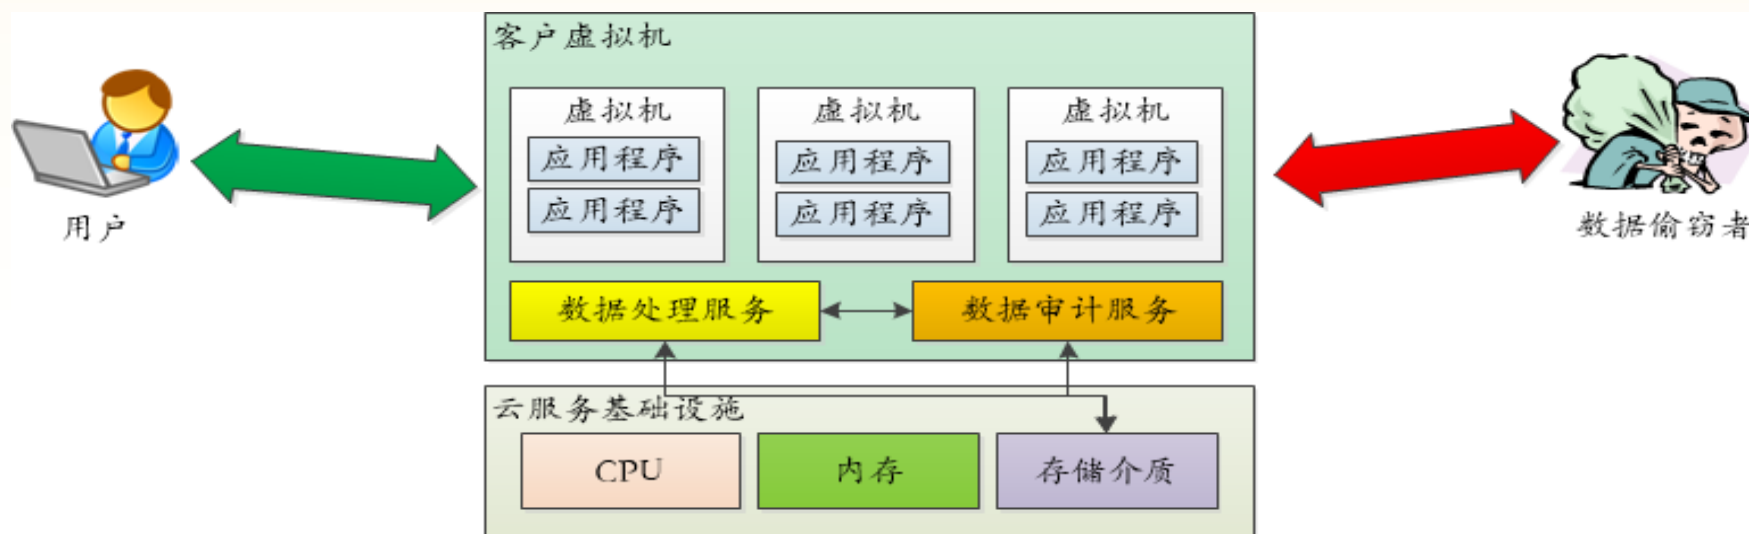 客户虚拟机
虚拟机
虚拟机
虚拟机
应用程序
应用程序
应用程序
应用程序
应用程序
应用程序
用户
数据偷窃者
数据处理服务
数据审计服务
云服务基础设施
CPU
内存
存储介质